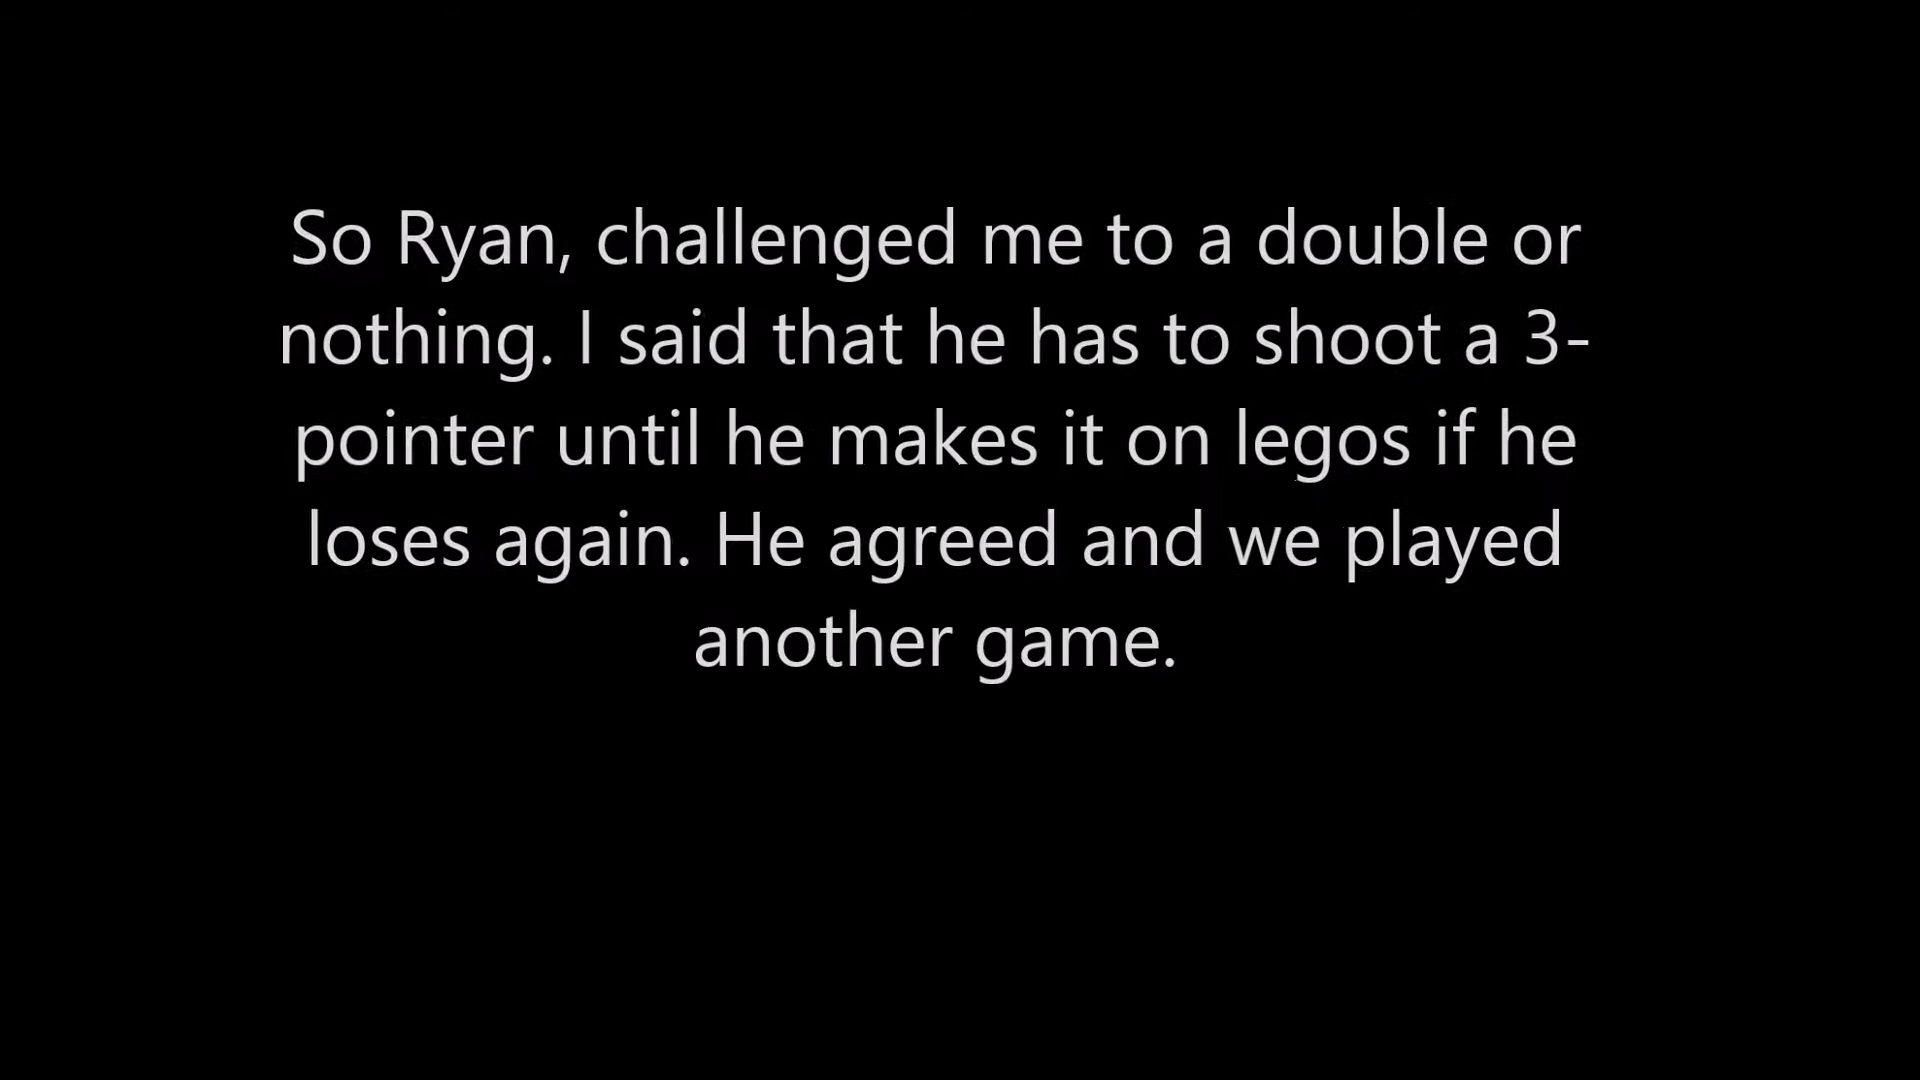 So Ryan, challenged me to a double or
nothing. I said that he has to shoot a 3-
pointer until he makes it on legos if he
loses again. He agreed and we played
another game.